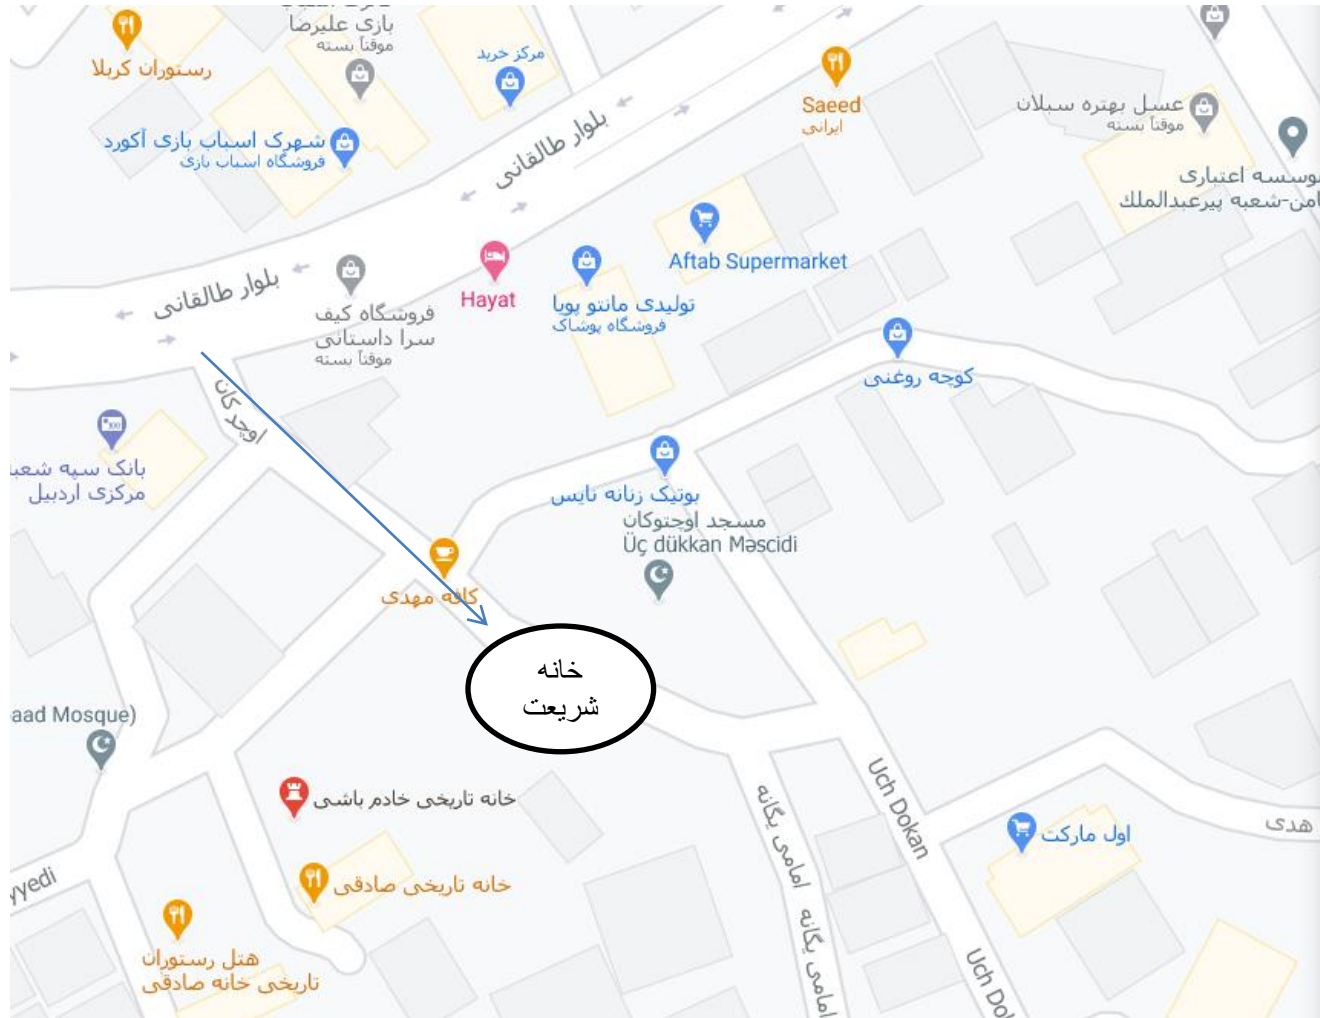 بازی علیرضا
موقتاً بسته
رستوران کربلا
مرکز خرید
Saeed
ایرانی
عسل بهتره سبلان
موقتاً بسته
شهرک اسباب بازی آکورد
فروشگاه اسباب بازی
بلوار طالقانی
وسسه اعتباری
امن-شعبه پیرعبدالملك
Aftab Supermarket
بلوار طالقانی
Hayat
تولیدی مانتو پویا
فروشگاه پوشاک
فروشگاه کیف
سرا داستانی
موقتاً بسته
کوچه روغنی
اوچد کان
بانک سپه شعب
مرکزی اردبیل
بوتیک زنانه نایس
مسجد اوچتوکان
Üç dükkan Məscidi
کافه مهدی
خانه
شریعت
aad Mosque)
Uch Dokan
خانه تاریخی خادم باشی
امامی یگانه
اول مارکت
هدی
خانه تاریخی صادقی
yyedi
امامی یگانه
هتل رستوران
تاریخی خانه صادقی
Uch Do